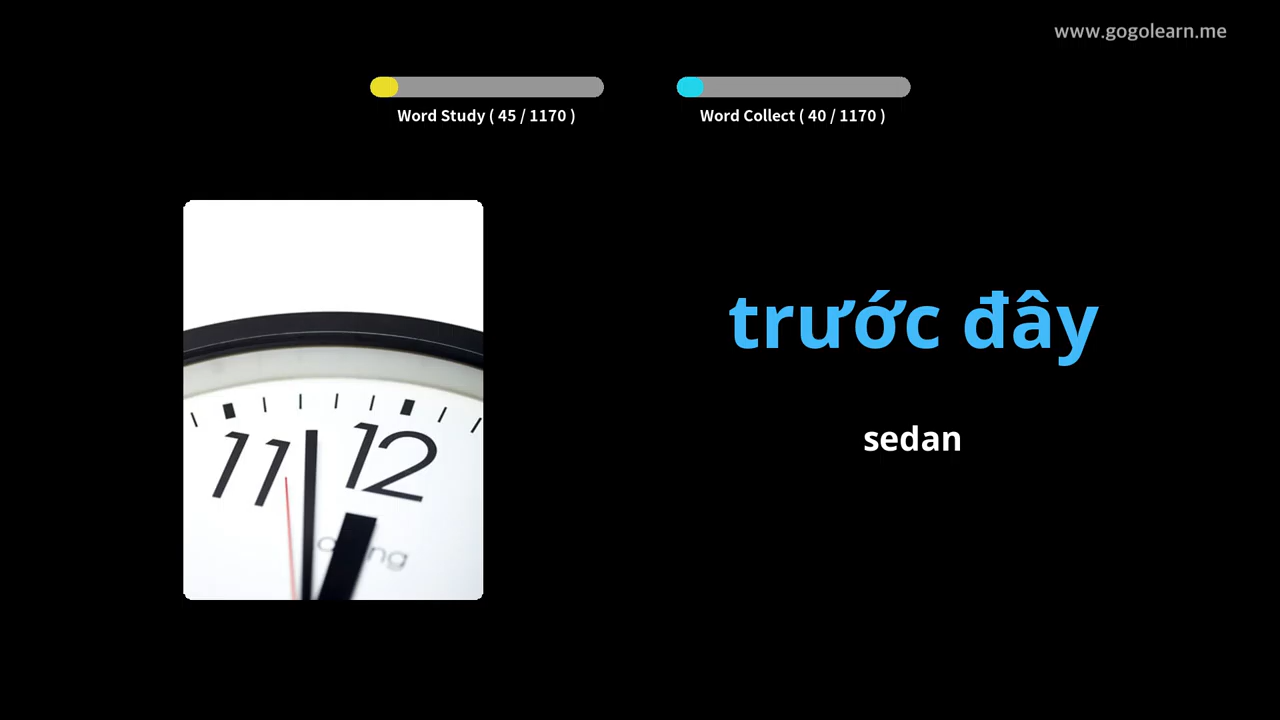 www.gogolearn.me
Word Study ( 45 / 1170 )
Word Collect ( 40 / 1170 )
trước đây
sedan
11 12